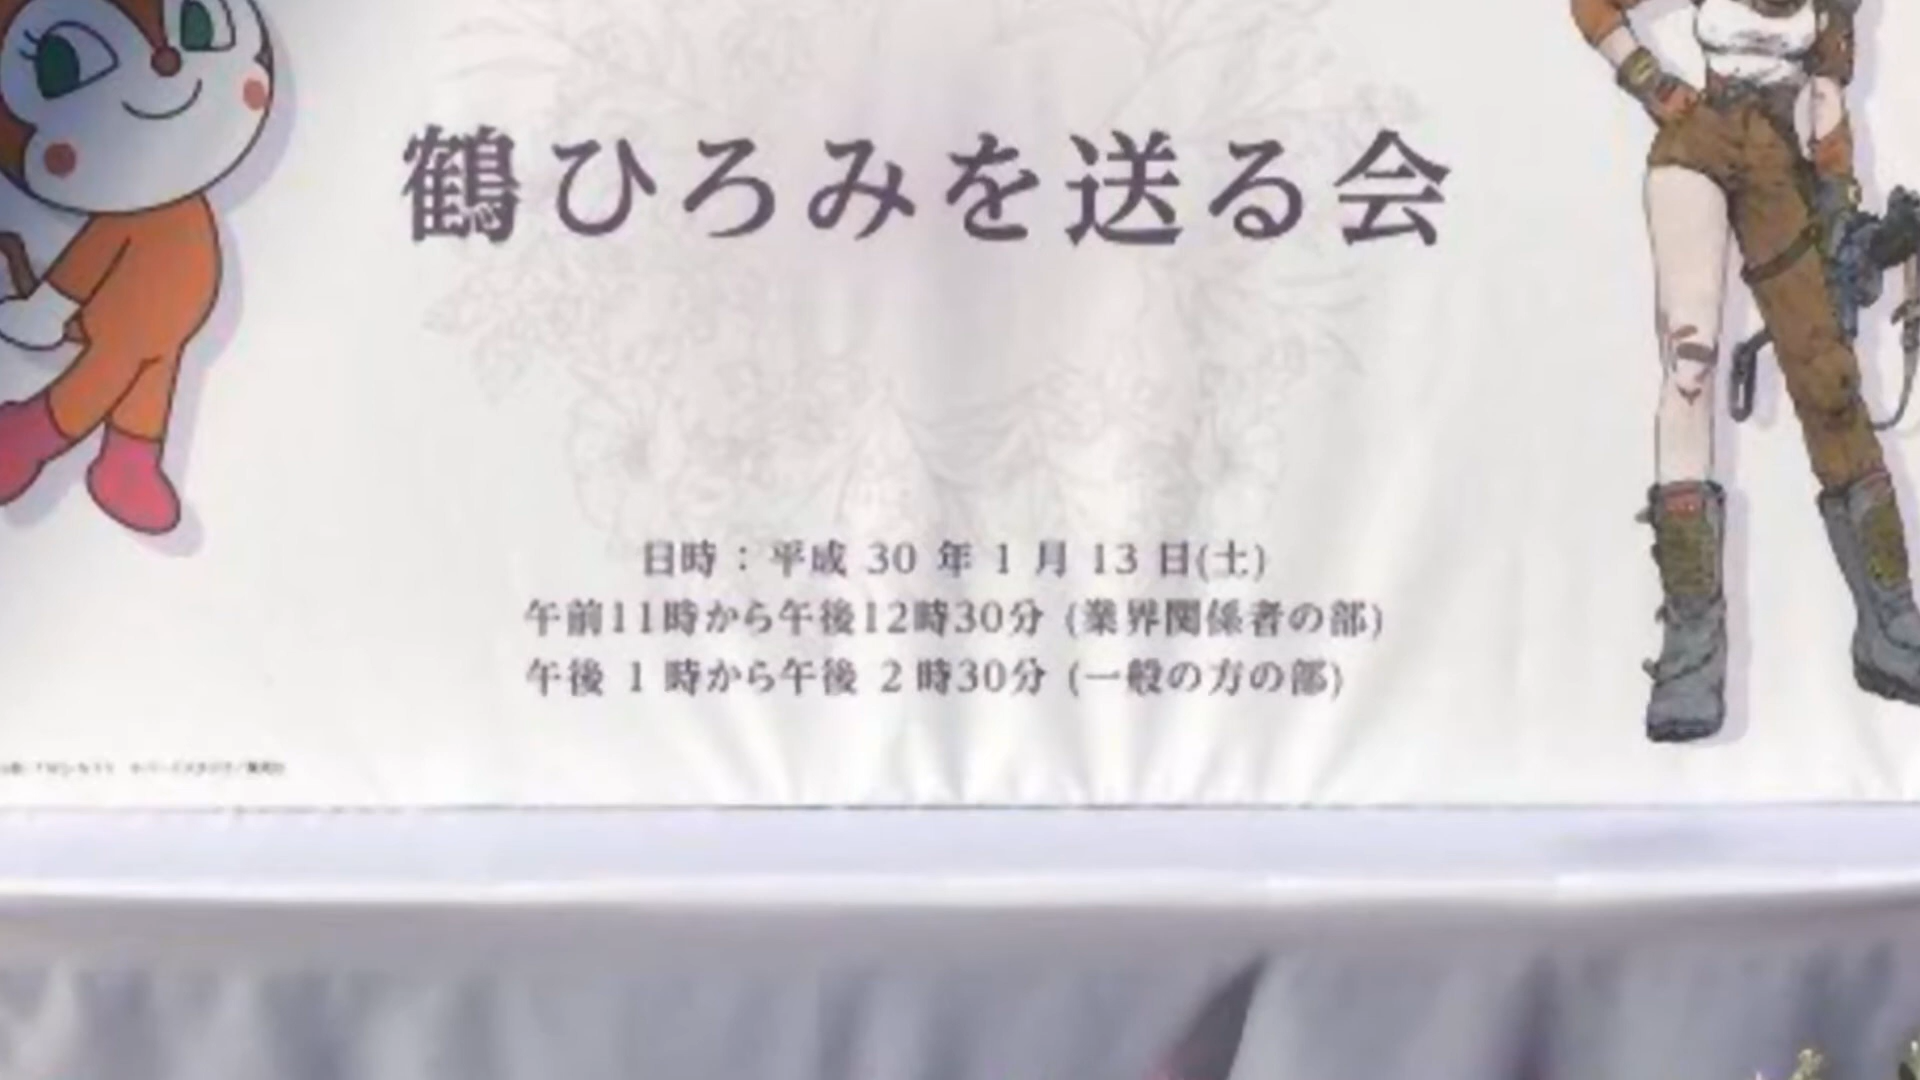 鶴ひろみを送る会
日時：平成 30 年 1 月 13 日(土)
午前11時から午後12時30分 (業界関係者の部)
午後 1 時から午後 2 時30分 (一般の方の部)